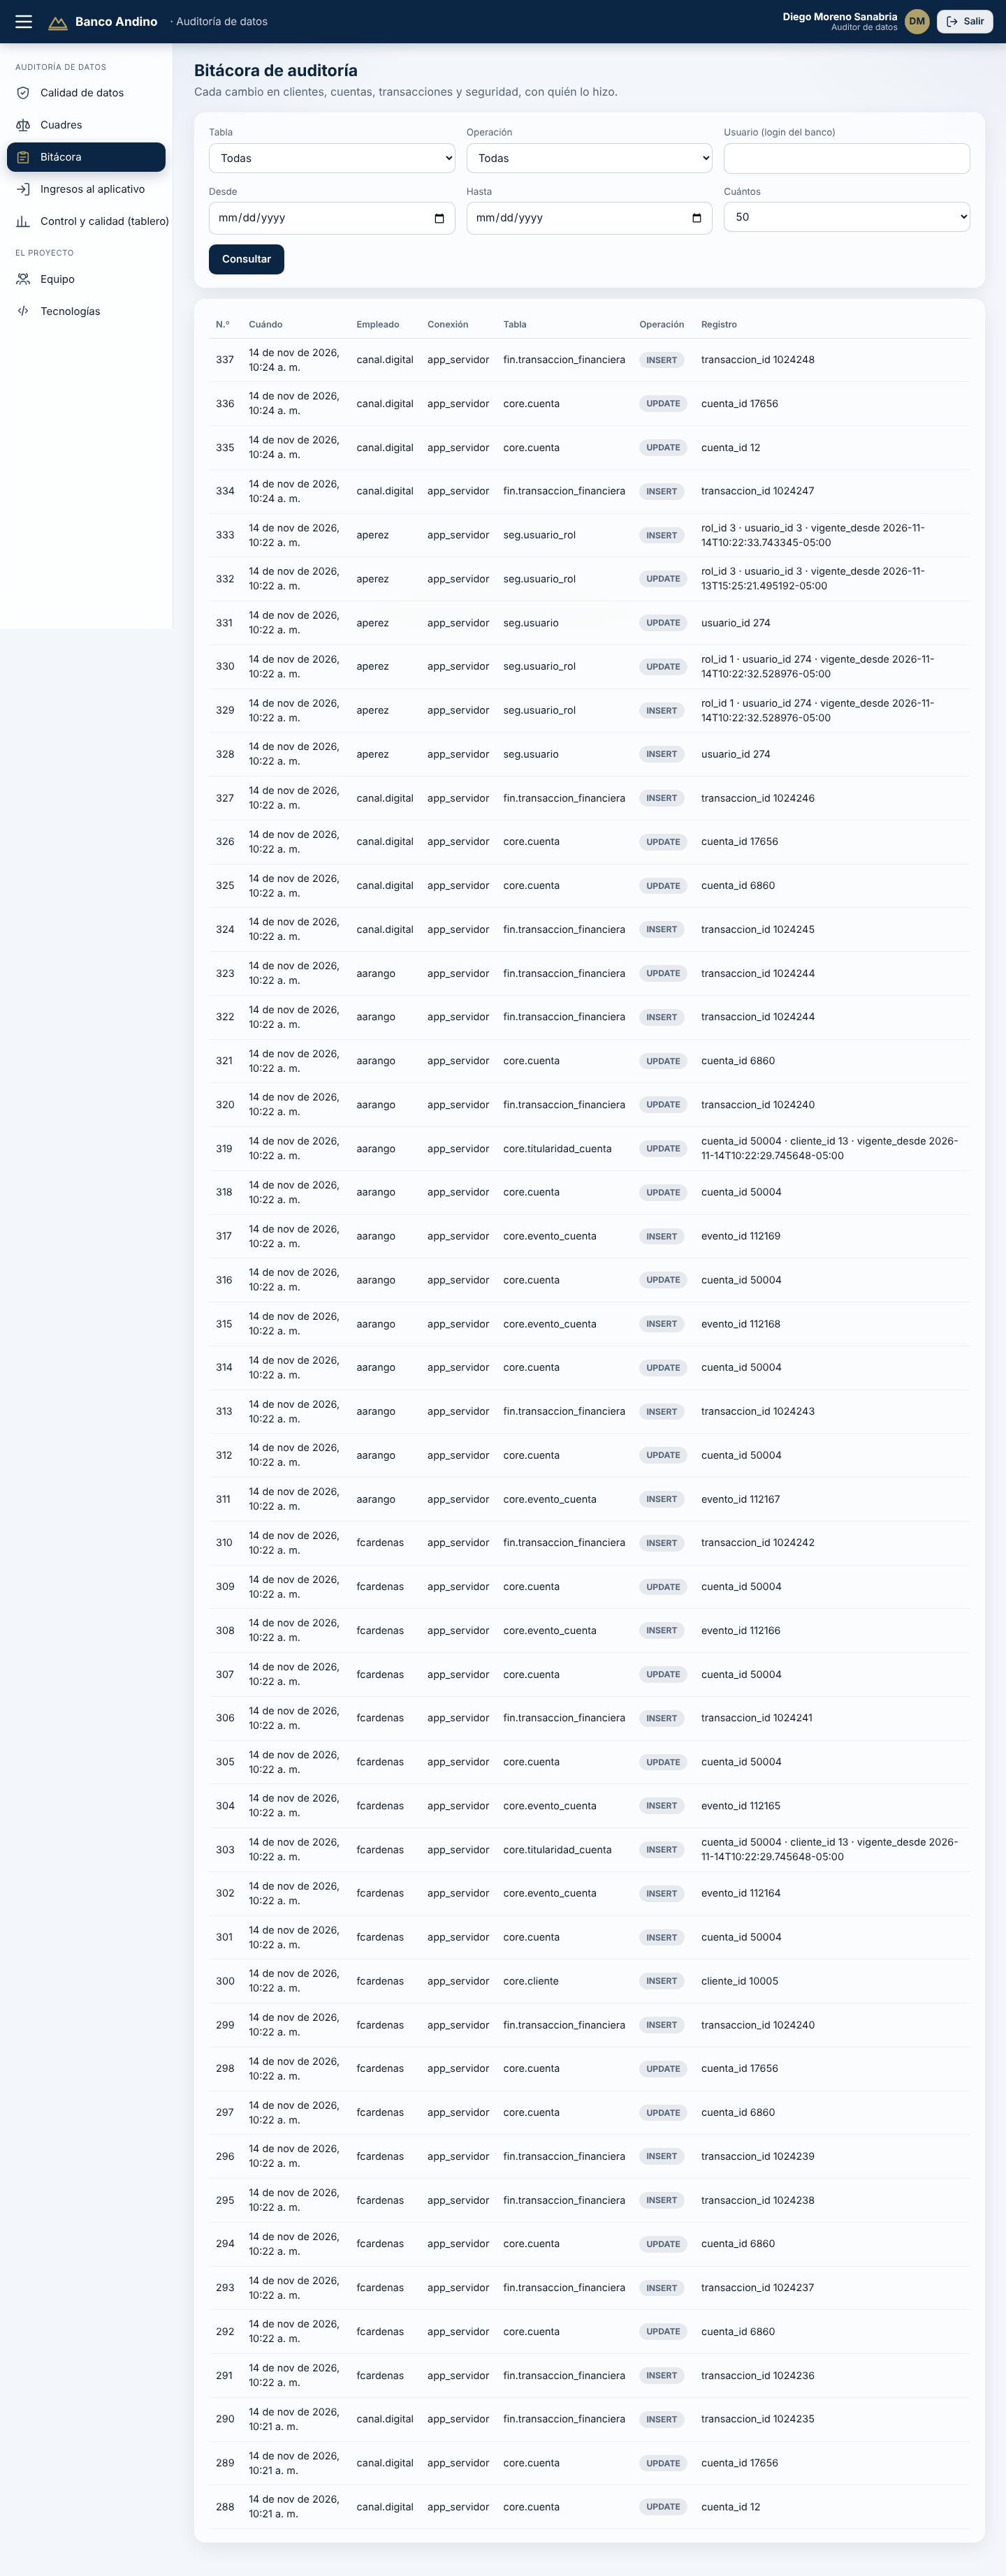 Banco Andino · Auditoría de datos
Diego Moreno Sanabria
Auditor de datos
DM
Salir
AUDITORÍA DE DATOS
Calidad de datos
Cuadres
Bitácora
Ingresos al aplicativo
Control y calidad (tablero)
EL PROYECTO
Equipo
Tecnologías
Bitácora de auditoría
Cada cambio en clientes, cuentas, transacciones y seguridad, con quién lo hizo.
Tabla Operación Usuario (login del banco)
Todas Todas
Desde Hasta Cuántos
mm/dd/yyyy mm/dd/yyyy 50
Consultar
N.º Cuándo Empleado Conexión Tabla Operación Registro
337 14 de nov de 2026, 10:24 a. m. canal.digital app_servidor fin.transaccion_financiera INSERT transaccion_id 1024248
336 14 de nov de 2026, 10:24 a. m. canal.digital app_servidor core.cuenta UPDATE cuenta_id 17656
335 14 de nov de 2026, 10:24 a. m. canal.digital app_servidor core.cuenta UPDATE cuenta_id 12
334 14 de nov de 2026, 10:24 a. m. canal.digital app_servidor fin.transaccion_financiera INSERT transaccion_id 1024247
333 14 de nov de 2026, 10:22 a. m. aperez app_servidor seg.usuario_rol INSERT rol_id 3 · usuario_id 3 · vigente_desde 2026-11-14T10:22:33.743345-05:00
332 14 de nov de 2026, 10:22 a. m. aperez app_servidor seg.usuario_rol UPDATE rol_id 3 · usuario_id 3 · vigente_desde 2026-11-13T15:25:21.495192-05:00
331 14 de nov de 2026, 10:22 a. m. aperez app_servidor seg.usuario UPDATE usuario_id 274
330 14 de nov de 2026, 10:22 a. m. aperez app_servidor seg.usuario_rol UPDATE rol_id 1 · usuario_id 274 · vigente_desde 2026-11-14T10:22:32.528976-05:00
329 14 de nov de 2026, 10:22 a. m. aperez app_servidor seg.usuario_rol INSERT rol_id 1 · usuario_id 274 · vigente_desde 2026-11-14T10:22:32.528976-05:00
328 14 de nov de 2026, 10:22 a. m. aperez app_servidor seg.usuario INSERT usuario_id 274
327 14 de nov de 2026, 10:22 a. m. canal.digital app_servidor fin.transaccion_financiera INSERT transaccion_id 1024246
326 14 de nov de 2026, 10:22 a. m. canal.digital app_servidor core.cuenta UPDATE cuenta_id 17656
325 14 de nov de 2026, 10:22 a. m. canal.digital app_servidor core.cuenta UPDATE cuenta_id 6860
324 14 de nov de 2026, 10:22 a. m. canal.digital app_servidor fin.transaccion_financiera INSERT transaccion_id 1024245
323 14 de nov de 2026, 10:22 a. m. aarango app_servidor fin.transaccion_financiera UPDATE transaccion_id 1024244
322 14 de nov de 2026, 10:22 a. m. aarango app_servidor fin.transaccion_financiera INSERT transaccion_id 1024244
321 14 de nov de 2026, 10:22 a. m. aarango app_servidor core.cuenta UPDATE cuenta_id 6860
320 14 de nov de 2026, 10:22 a. m. aarango app_servidor fin.transaccion_financiera UPDATE transaccion_id 1024240
319 14 de nov de 2026, 10:22 a. m. aarango app_servidor core.titularidad_cuenta UPDATE cuenta_id 50004 · cliente_id 13 · vigente_desde 2026-11-14T10:22:29.745648-05:00
318 14 de nov de 2026, 10:22 a. m. aarango app_servidor core.cuenta UPDATE cuenta_id 50004
317 14 de nov de 2026, 10:22 a. m. aarango app_servidor core.evento_cuenta INSERT evento_id 112169
316 14 de nov de 2026, 10:22 a. m. aarango app_servidor core.cuenta UPDATE cuenta_id 50004
315 14 de nov de 2026, 10:22 a. m. aarango app_servidor core.evento_cuenta INSERT evento_id 112168
314 14 de nov de 2026, 10:22 a. m. aarango app_servidor core.cuenta UPDATE cuenta_id 50004
313 14 de nov de 2026, 10:22 a. m. aarango app_servidor fin.transaccion_financiera INSERT transaccion_id 1024243
312 14 de nov de 2026, 10:22 a. m. aarango app_servidor core.cuenta UPDATE cuenta_id 50004
311 14 de nov de 2026, 10:22 a. m. aarango app_servidor core.evento_cuenta INSERT evento_id 112167
310 14 de nov de 2026, 10:22 a. m. fcardenas app_servidor fin.transaccion_financiera INSERT transaccion_id 1024242
309 14 de nov de 2026, 10:22 a. m. fcardenas app_servidor core.cuenta UPDATE cuenta_id 50004
308 14 de nov de 2026, 10:22 a. m. fcardenas app_servidor core.evento_cuenta INSERT evento_id 112166
307 14 de nov de 2026, 10:22 a. m. fcardenas app_servidor core.cuenta UPDATE cuenta_id 50004
306 14 de nov de 2026, 10:22 a. m. fcardenas app_servidor fin.transaccion_financiera INSERT transaccion_id 1024241
305 14 de nov de 2026, 10:22 a. m. fcardenas app_servidor core.cuenta UPDATE cuenta_id 50004
304 14 de nov de 2026, 10:22 a. m. fcardenas app_servidor core.evento_cuenta INSERT evento_id 112165
303 14 de nov de 2026, 10:22 a. m. fcardenas app_servidor core.titularidad_cuenta INSERT cuenta_id 50004 · cliente_id 13 · vigente_desde 2026-11-14T10:22:29.745648-05:00
302 14 de nov de 2026, 10:22 a. m. fcardenas app_servidor core.evento_cuenta INSERT evento_id 112164
301 14 de nov de 2026, 10:22 a. m. fcardenas app_servidor core.cuenta INSERT cuenta_id 50004
300 14 de nov de 2026, 10:22 a. m. fcardenas app_servidor core.cliente INSERT cliente_id 10005
299 14 de nov de 2026, 10:22 a. m. fcardenas app_servidor fin.transaccion_financiera INSERT transaccion_id 1024240
298 14 de nov de 2026, 10:22 a. m. fcardenas app_servidor core.cuenta UPDATE cuenta_id 17656
297 14 de nov de 2026, 10:22 a. m. fcardenas app_servidor core.cuenta UPDATE cuenta_id 6860
296 14 de nov de 2026, 10:22 a. m. fcardenas app_servidor fin.transaccion_financiera INSERT transaccion_id 1024239
295 14 de nov de 2026, 10:22 a. m. fcardenas app_servidor fin.transaccion_financiera INSERT transaccion_id 1024238
294 14 de nov de 2026, 10:22 a. m. fcardenas app_servidor core.cuenta UPDATE cuenta_id 6860
293 14 de nov de 2026, 10:22 a. m. fcardenas app_servidor fin.transaccion_financiera INSERT transaccion_id 1024237
292 14 de nov de 2026, 10:22 a. m. fcardenas app_servidor core.cuenta UPDATE cuenta_id 6860
291 14 de nov de 2026, 10:22 a. m. fcardenas app_servidor fin.transaccion_financiera INSERT transaccion_id 1024236
290 14 de nov de 2026, 10:21 a. m. canal.digital app_servidor fin.transaccion_financiera INSERT transaccion_id 1024235
289 14 de nov de 2026, 10:21 a. m. canal.digital app_servidor core.cuenta UPDATE cuenta_id 17656
288 14 de nov de 2026, 10:21 a. m. canal.digital app_servidor core.cuenta UPDATE cuenta_id 12